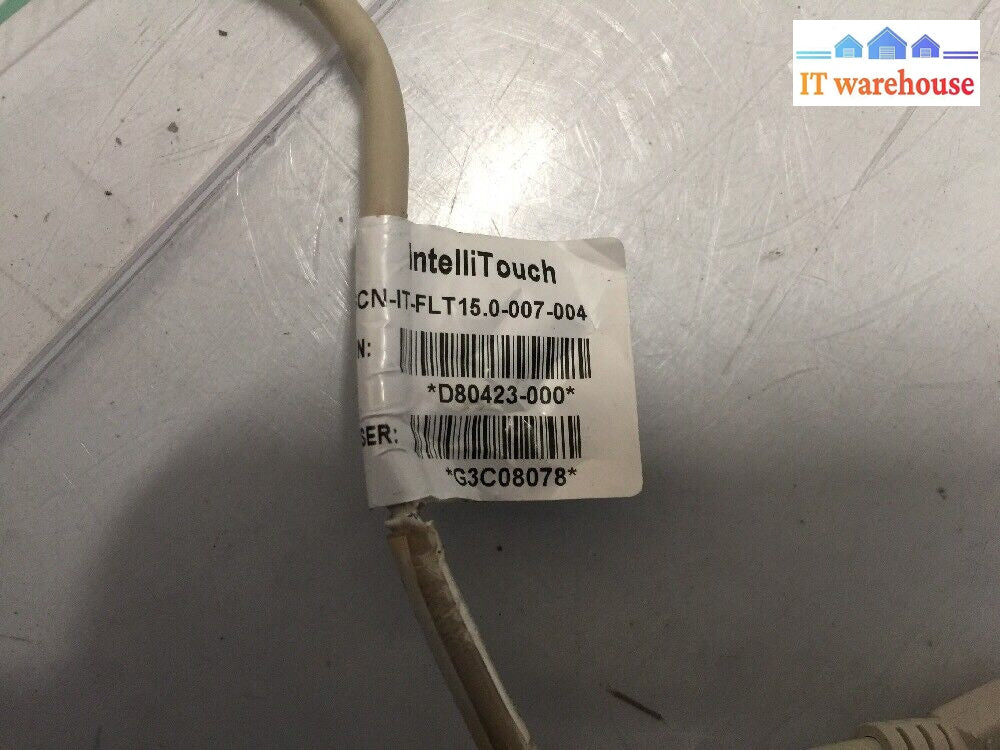 IT warehouse
IntelliTouch
CN-IT-FLT15.0-007-004
N:
*D80423-000*
SER:
*G3C08078*